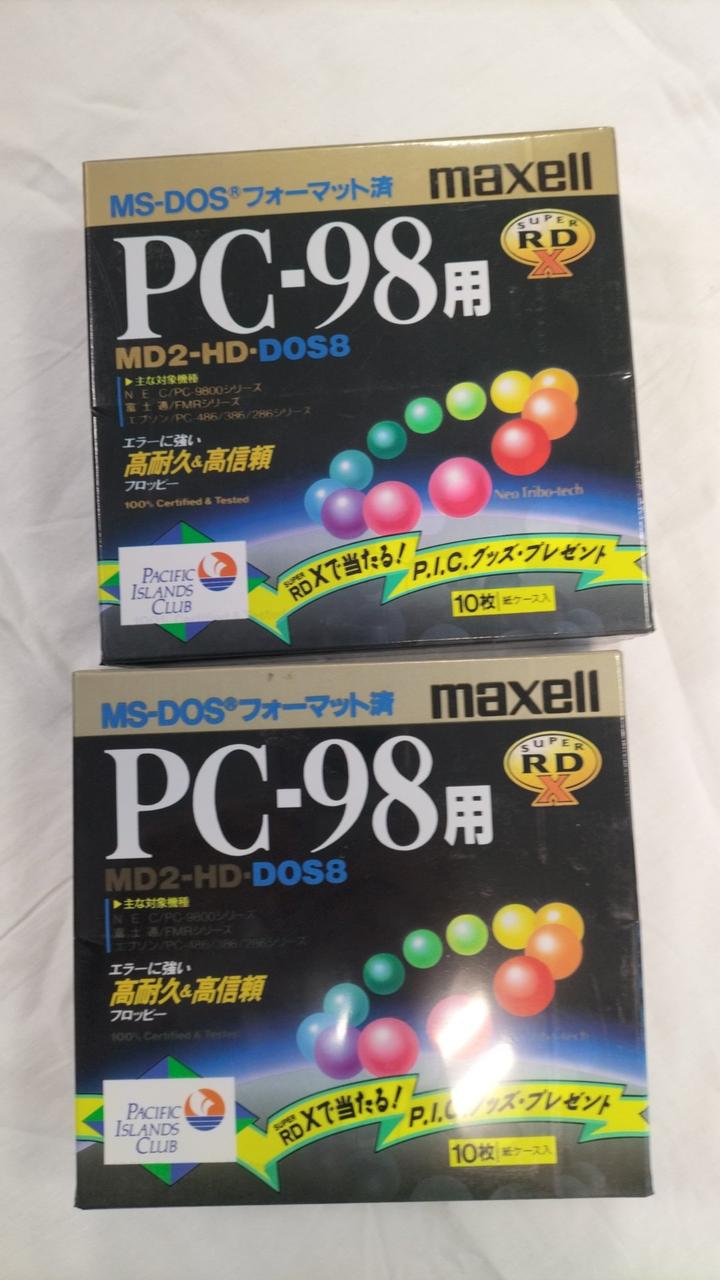 MS-DOS®フォーマット済 maxell
SUPER
RD
X
PC-98用
MD2-HD・DOS8
▶主な対象機種
N E C/PC-9800シリーズ
富士通/FMRシリーズ
エプソン/PC-486/386/286シリーズ
エラーに強い
高耐久&高信頼
フロッピー
100% Certified & Tested
Neo Tribo-tech
PACIFIC
ISLANDS
CLUB
SUPER
RDXで当たる!
P.I.C.グッズ・プレゼント
10枚 紙ケース入
MS-DOS®フォーマット済 maxell
SUPER
RD
X
PC-98用
MD2-HD・DOS8
▶主な対象機種
N E C/PC-9800シリーズ
富士通/FMRシリーズ
エプソン/PC-486/386/286シリーズ
エラーに強い
高耐久&高信頼
フロッピー
100% Certified & Tested
PACIFIC
ISLANDS
CLUB
SUPER
RDXで当たる!
P.I.C.グッズ・プレゼント
10枚 紙ケース入